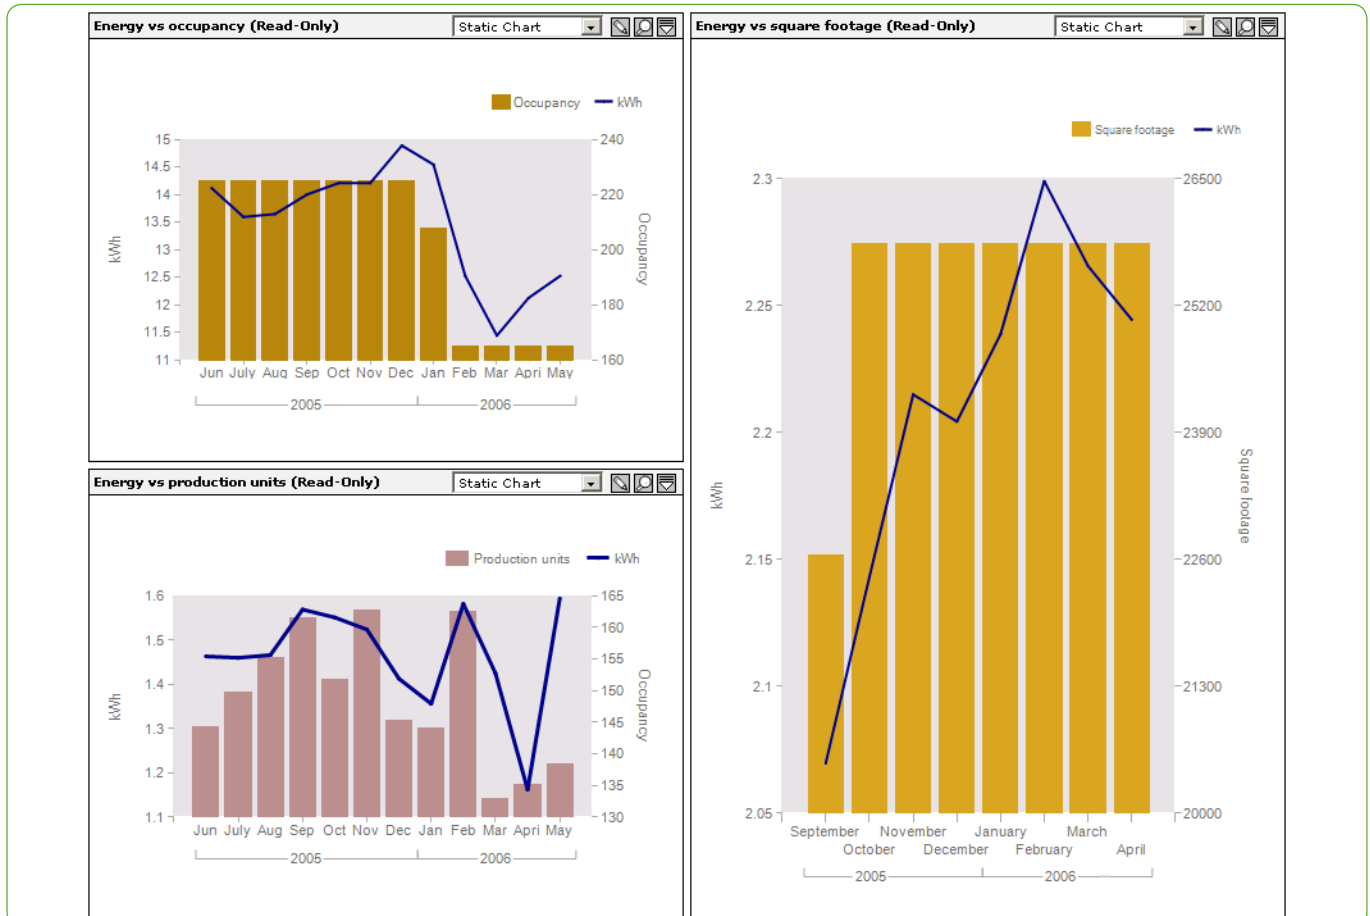 Energy vs occupancy (Read-Only) Static Chart
Occupancy kWh
15 240
14.5
14 220
13.5
13 200
12.5
12 180
11.5
11 160
kWh
Occupancy
Jun July Aug Sep Oct Nov Dec Jan Feb Mar Apri May
2005 2006
Energy vs production units (Read-Only) Static Chart
Production units kWh
1.6 165
160
1.5 155
1.4 150
145
1.3 140
1.2 135
1.1 130
kWh
Occupancy
Jun July Aug Sep Oct Nov Dec Jan Feb Mar Apri May
2005 2006
Energy vs square footage (Read-Only) Static Chart
Square footage kWh
2.3 26500
2.25 25200
2.2 23900
2.15 22600
2.1 21300
2.05 20000
kWh
Square footage
September November January March
October December February April
2005 2006